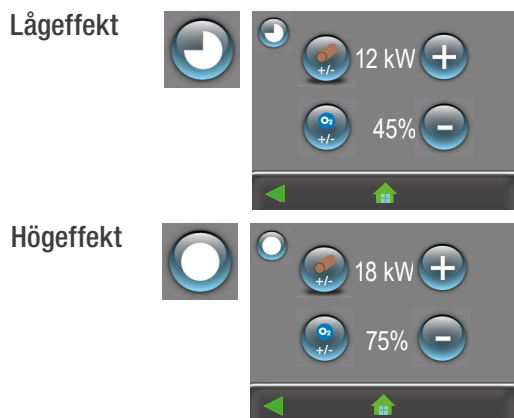 Lågeffekt
+/- 12 kW +
O₂ +/- 45% -
Högeffekt
+/- 18 kW +
O₂ +/- 75% -